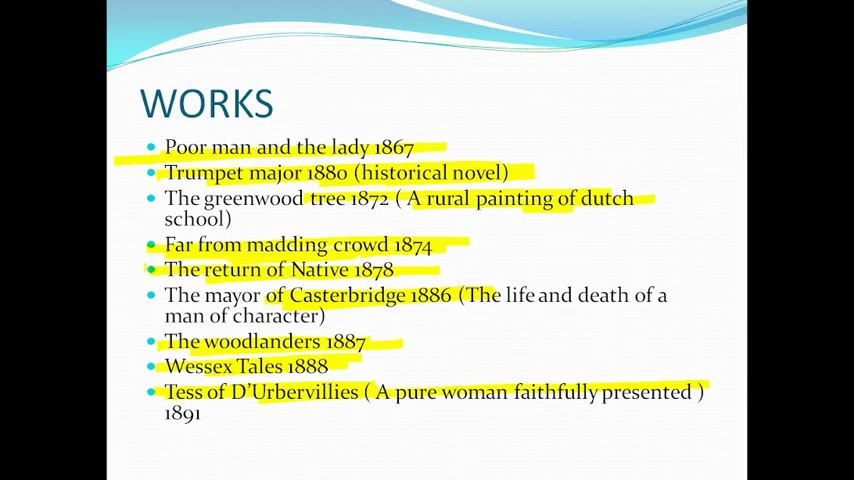 WORKS
Poor man and the lady 1867
Trumpet major 1880 (historical novel)
The greenwood tree 1872 ( A rural painting of dutch
school)
Far from madding crowd 1874
The return of Native 1878
The mayor of Casterbridge 1886 (The life and death of a
man of character)
The woodlanders 1887
Wessex Tales 1888
Tess of D'Urbervillies ( A pure woman faithfully presented )
1891